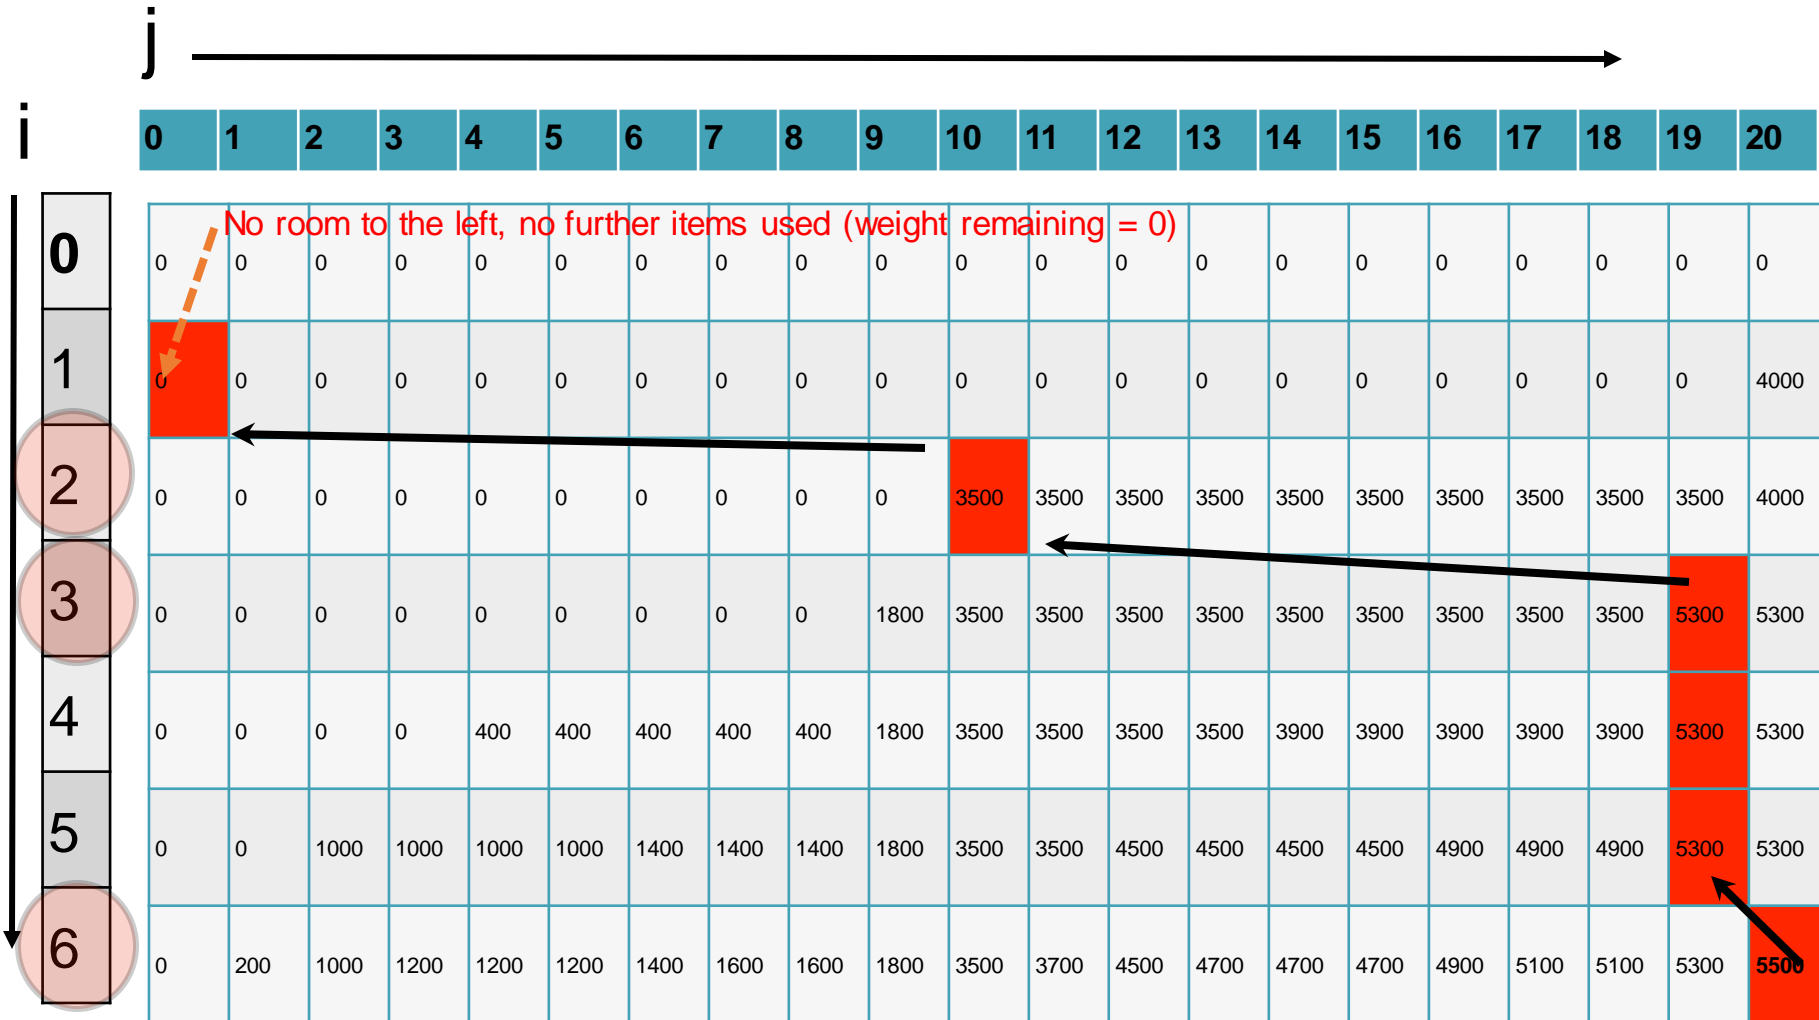 j
i
0 1 2 3 4 5 6 7 8 9 10 11 12 13 14 15 16 17 18 19 20
No room to the left, no further items used (weight remaining = 0)
0 0 0 0 0 0 0 0 0 0 0 0 0 0 0 0 0 0 0 0 0 0
1 0 0 0 0 0 0 0 0 0 0 0 0 0 0 0 0 0 0 0 0 4000
2 0 0 0 0 0 0 0 0 0 0 3500 3500 3500 3500 3500 3500 3500 3500 3500 3500 4000
3 0 0 0 0 0 0 0 0 0 1800 3500 3500 3500 3500 3500 3500 3500 3500 3500 5300 5300
4 0 0 0 0 400 400 400 400 400 1800 3500 3500 3500 3500 3900 3900 3900 3900 3900 5300 5300
5 0 0 1000 1000 1000 1000 1400 1400 1400 1800 3500 3500 4500 4500 4500 4500 4900 4900 4900 5300 5300
6 0 200 1000 1200 1200 1200 1400 1600 1600 1800 3500 3700 4500 4700 4700 4700 4900 5100 5100 5300 5500